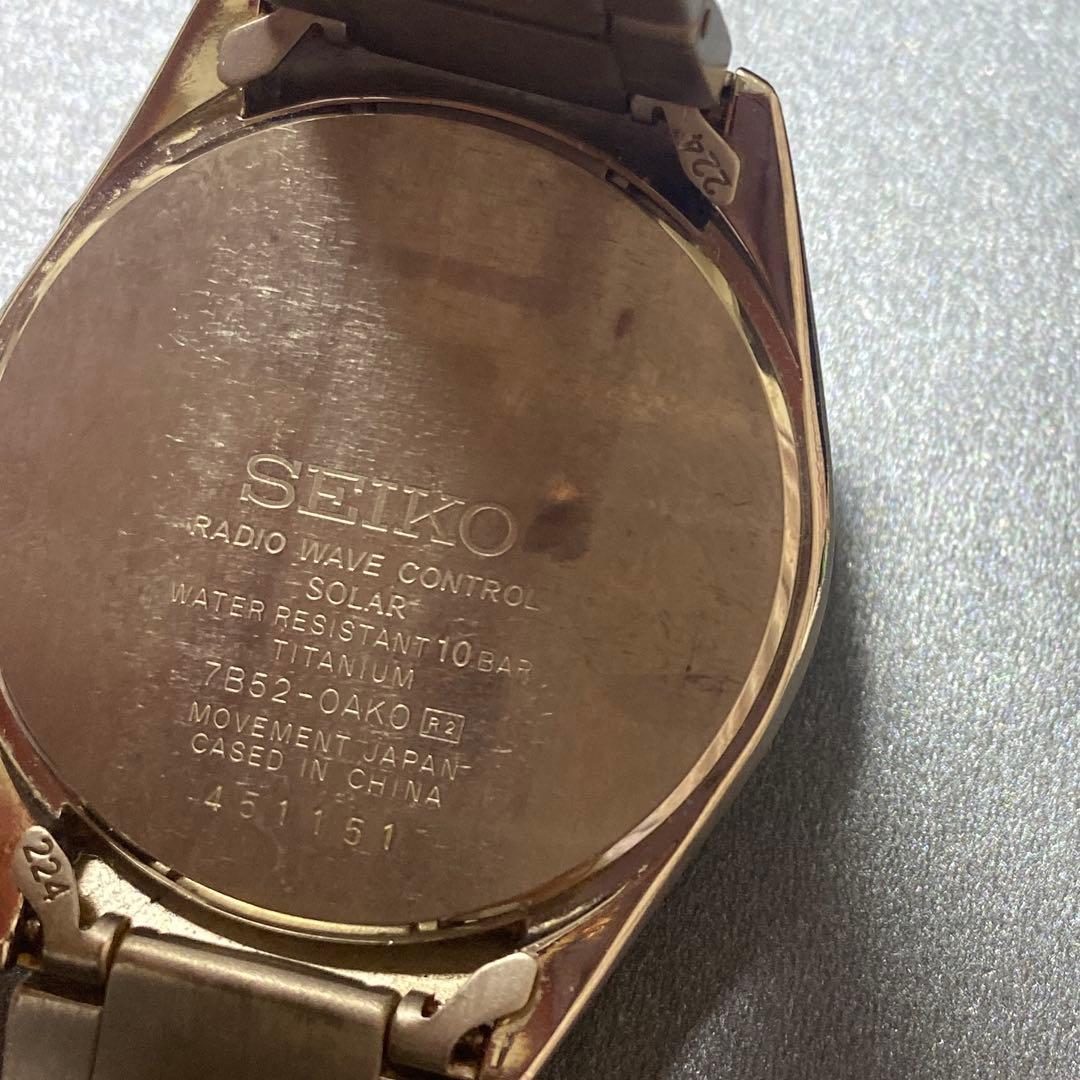 224
SEIKO
RADIO WAVE CONTROL
SOLAR
WATER RESISTANT 10 BAR
TITANIUM
7B52-0AK0 R2
MOVEMENT JAPAN
CASED IN CHINA
451151
224